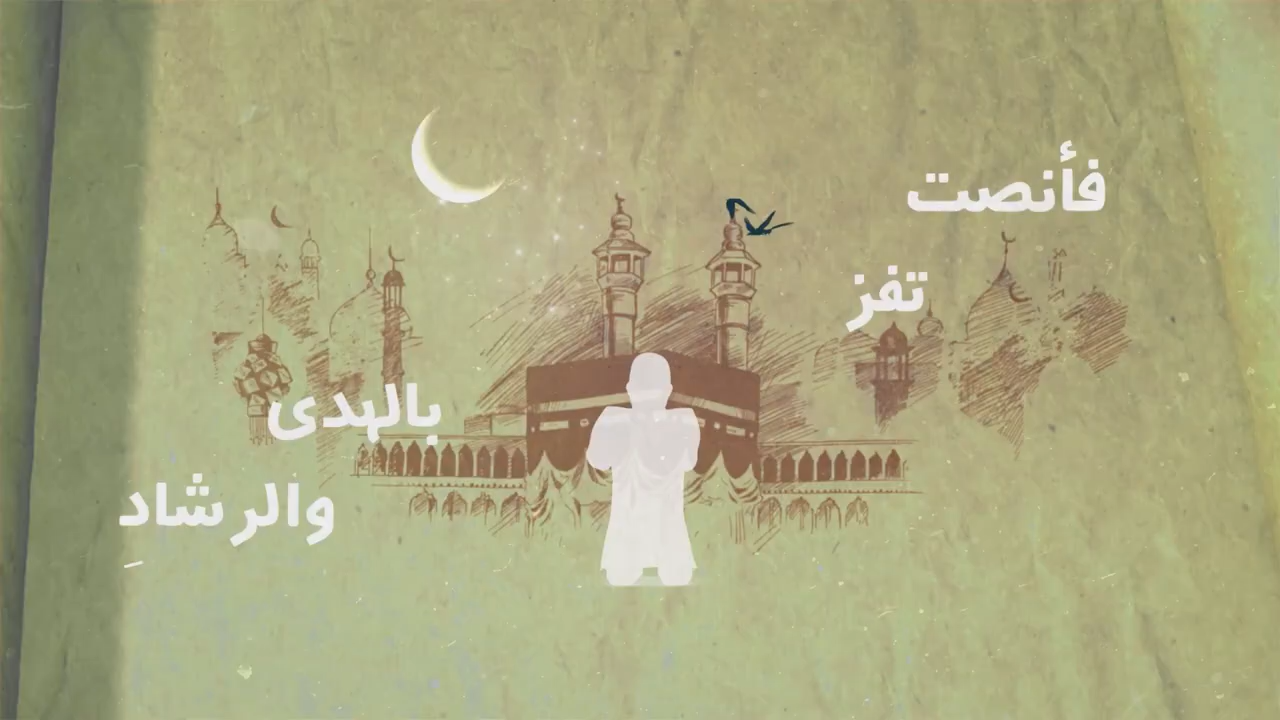 فأنصت
تفز
بالهدى
والرشادِ